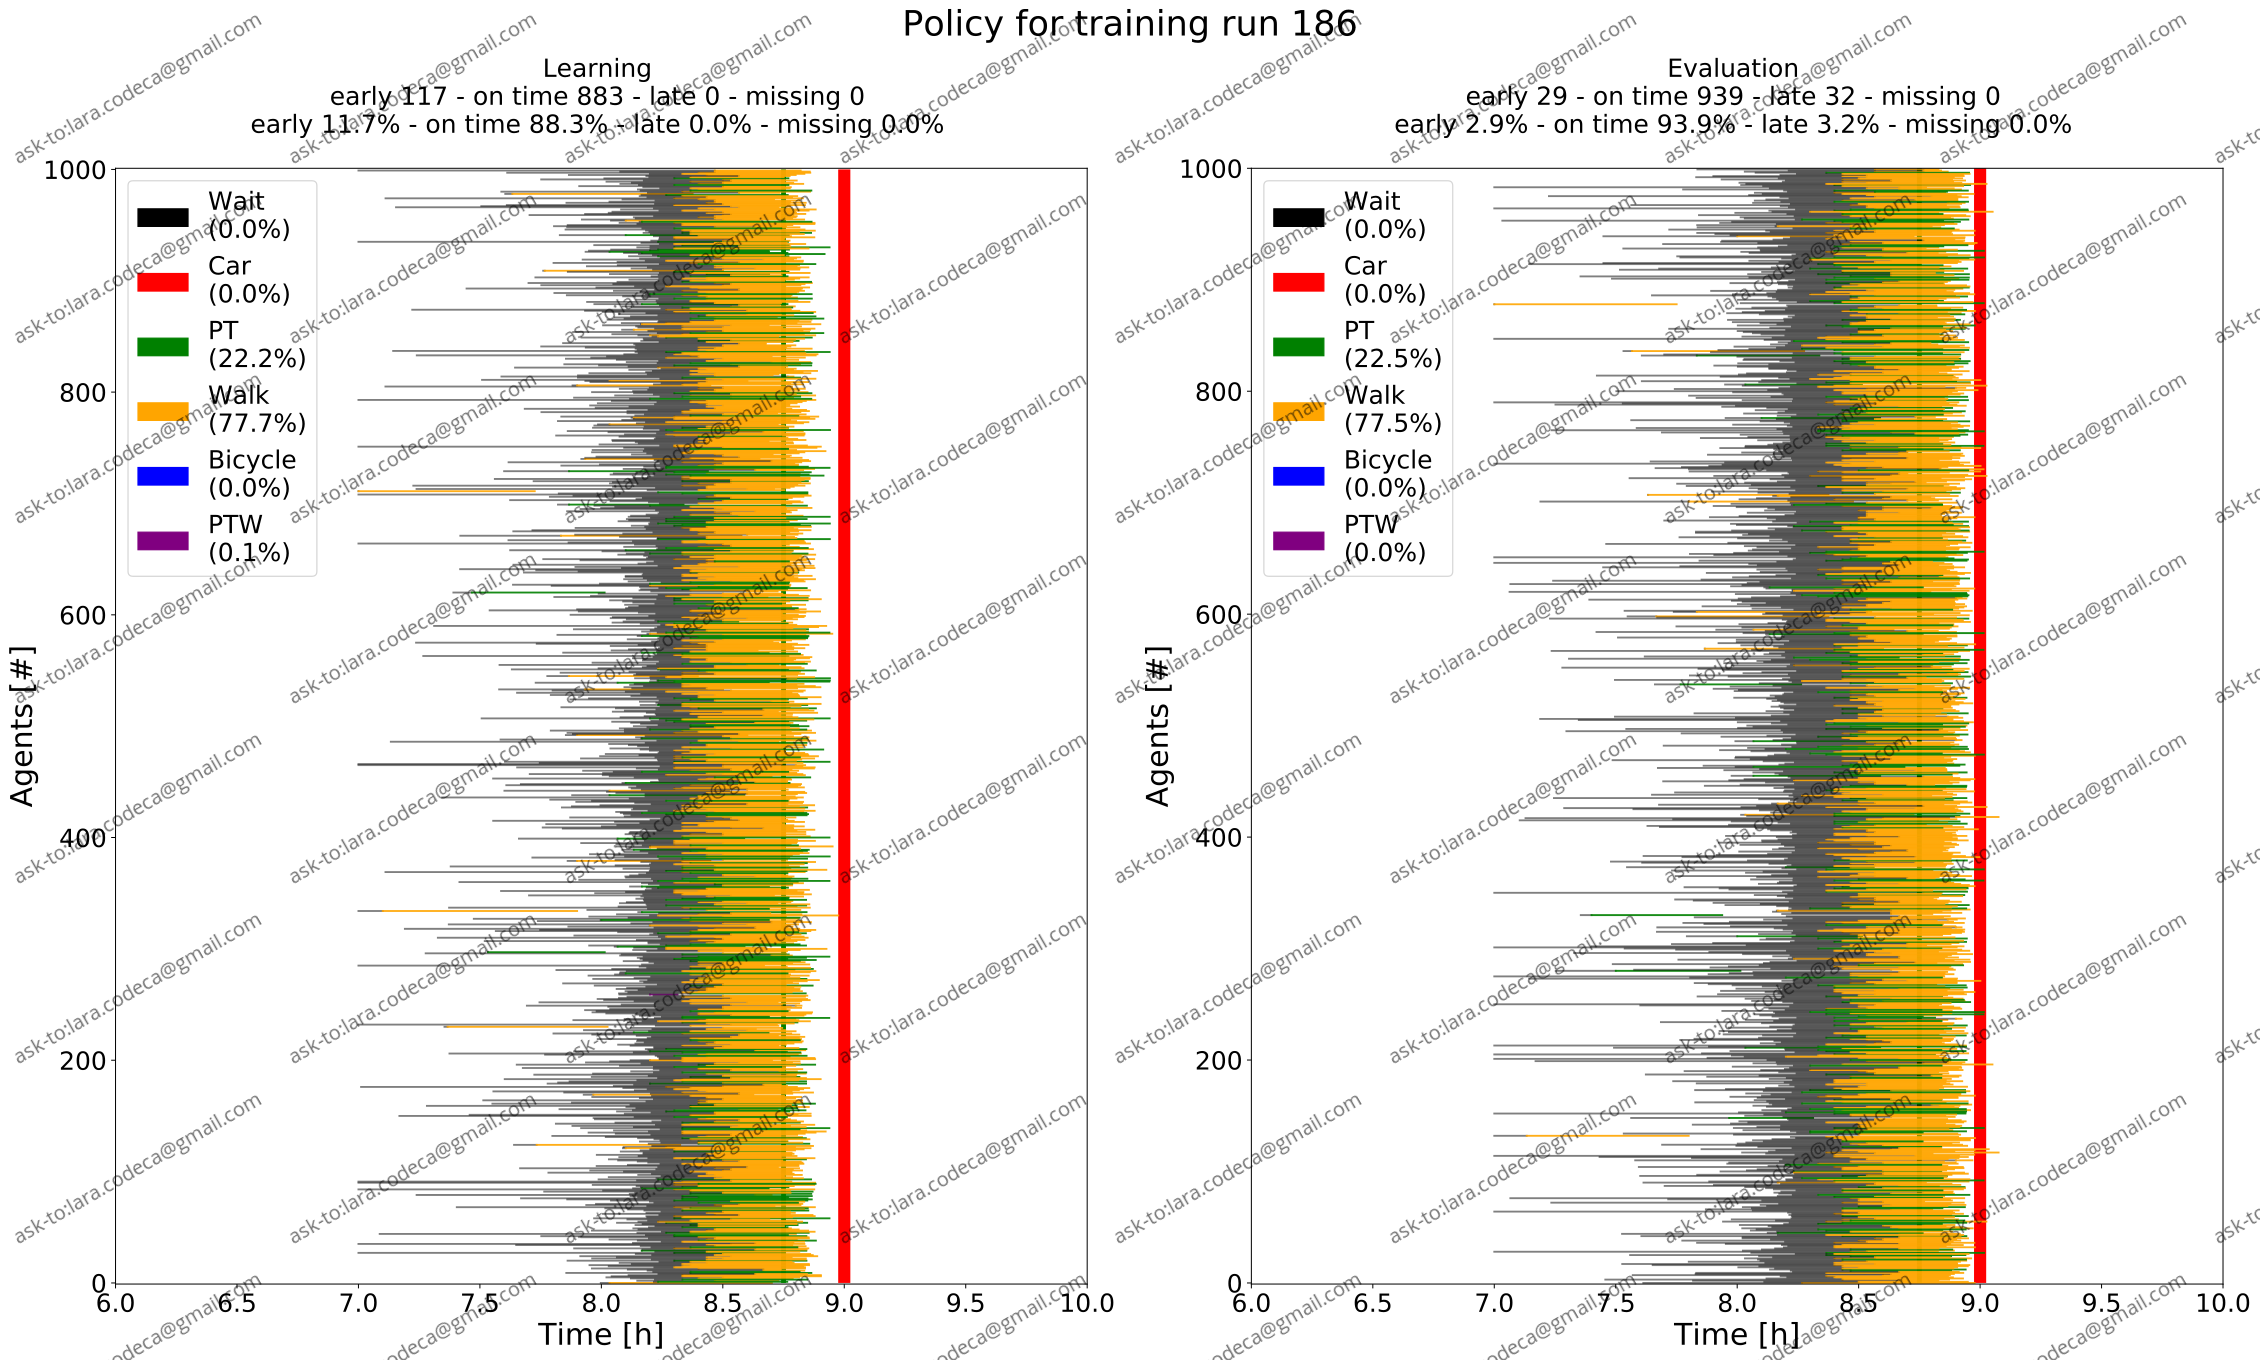 Policy for training run 186
Learning
early 117 - on time 883 - late 0 - missing 0
early 11.7% - on time 88.3% - late 0.0% - missing 0.0%
1000
800
600
400
200
0
Agents [#]
Wait
(0.0%)
Car
(0.0%)
PT
(22.2%)
Walk
(77.7%)
Bicycle
(0.0%)
PTW
(0.1%)
6.0 6.5 7.0 7.5 8.0 8.5 9.0 9.5 10.0
Time [h]
Evaluation
early 29 - on time 939 - late 32 - missing 0
early 2.9% - on time 93.9% - late 3.2% - missing 0.0%
1000
800
600
400
200
0
Agents [#]
Wait
(0.0%)
Car
(0.0%)
PT
(22.5%)
Walk
(77.5%)
Bicycle
(0.0%)
PTW
(0.0%)
6.0 6.5 7.0 7.5 8.0 8.5 9.0 9.5 10.0
Time [h]
ask-to:lara.codeca@gmail.com